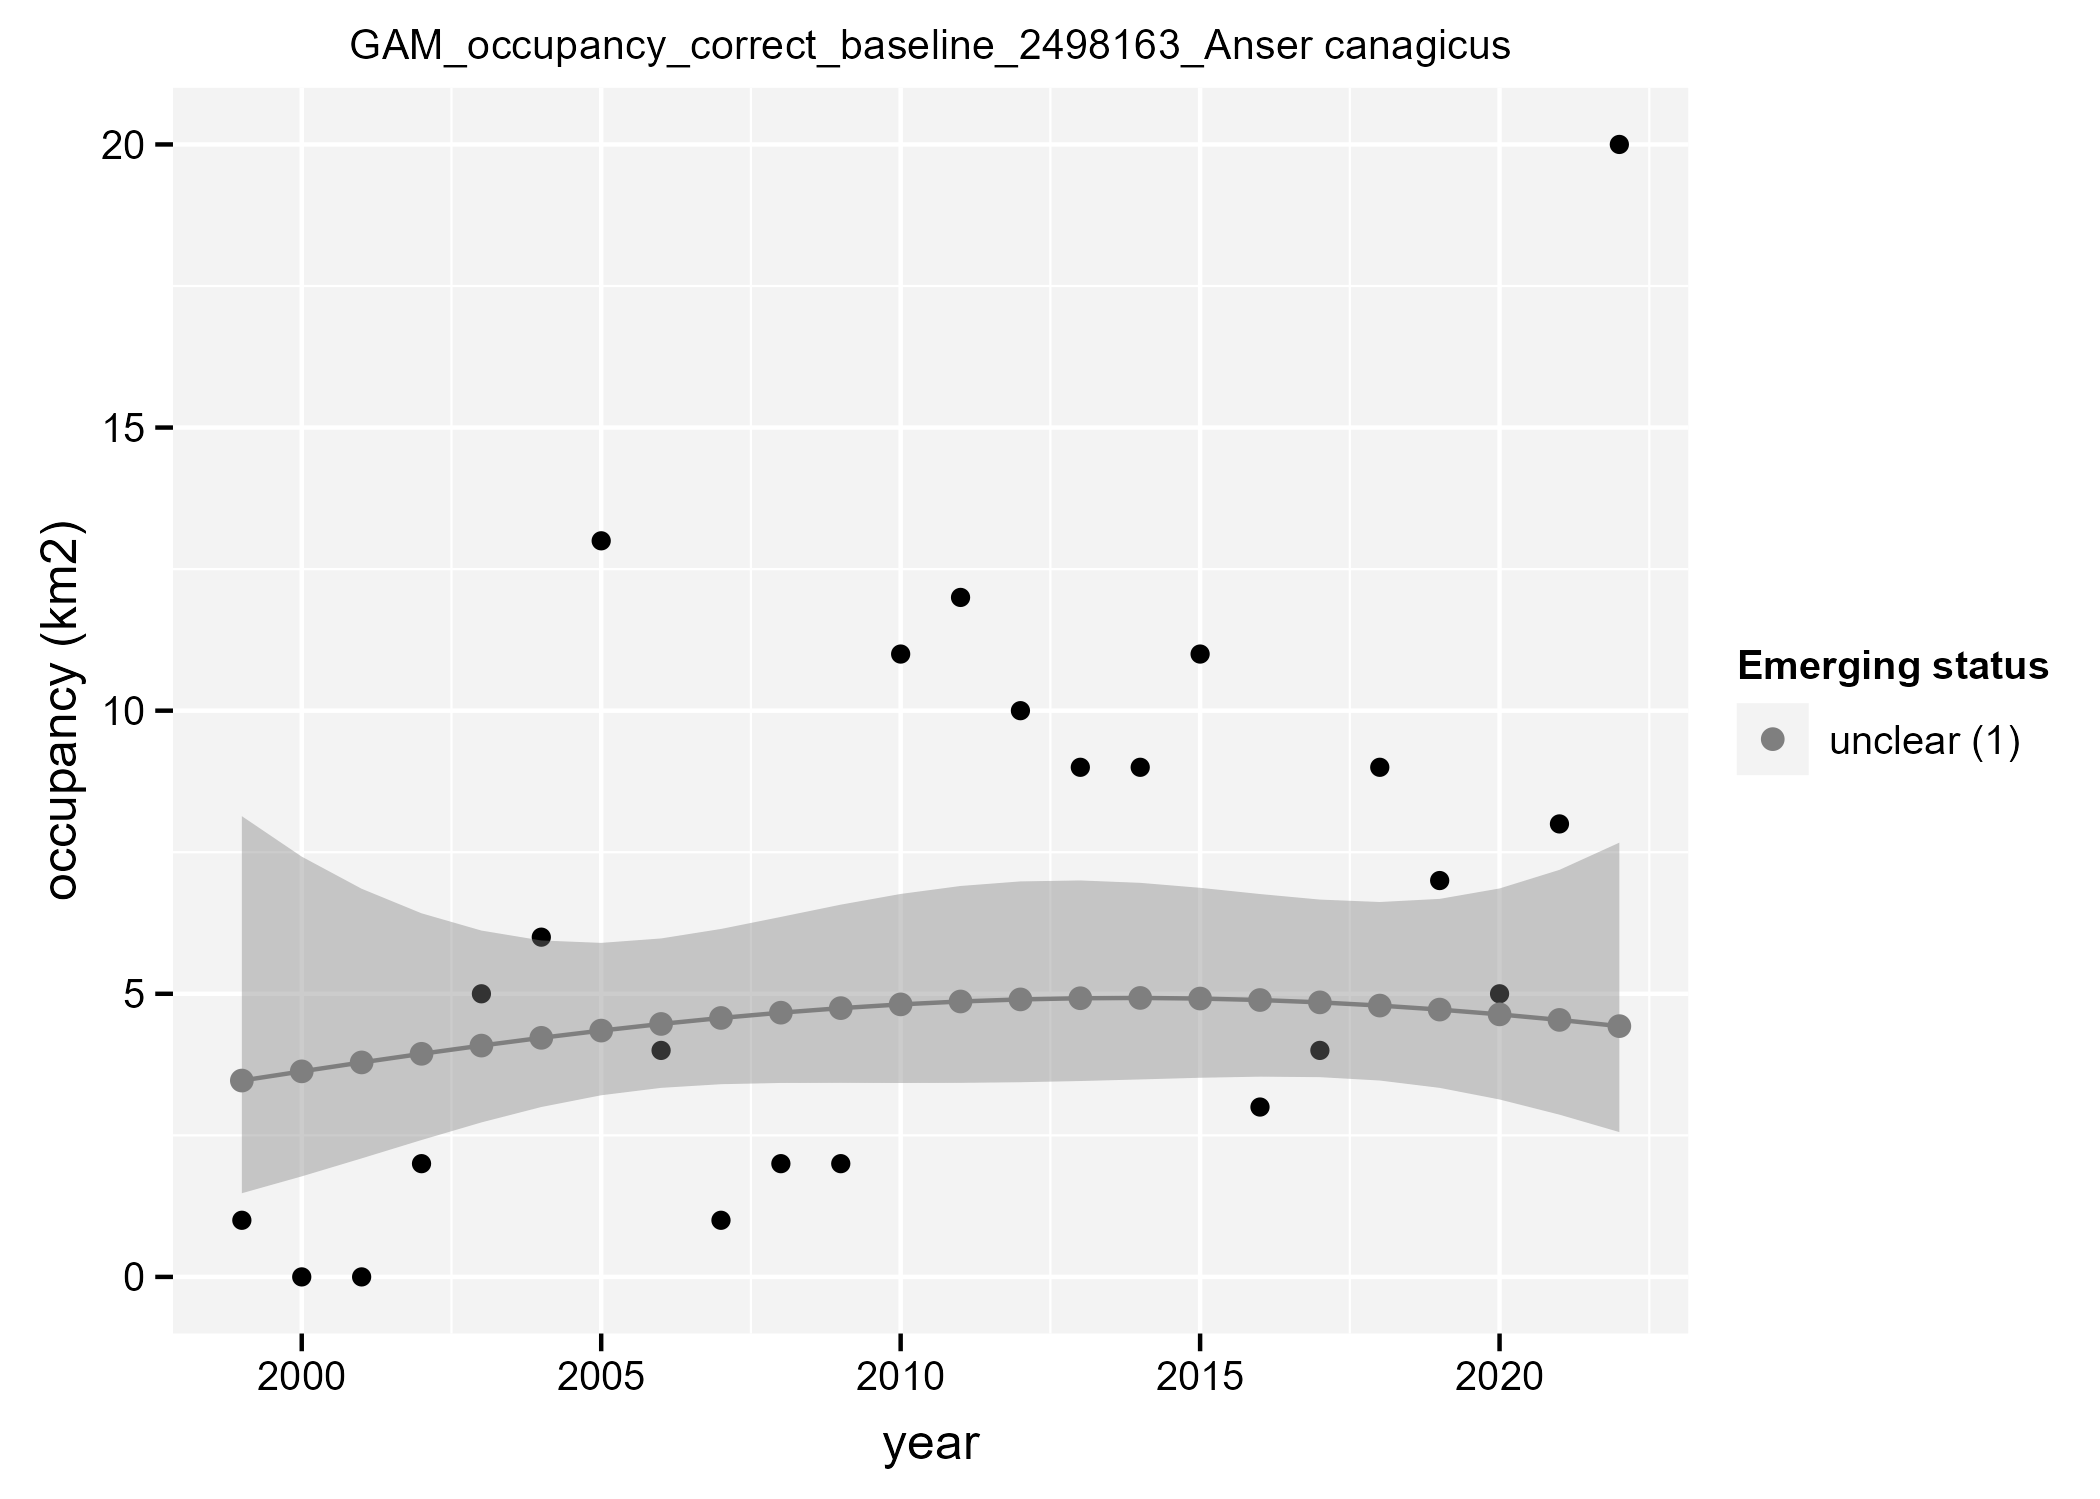 GAM_occupancy_correct_baseline_2498163_Anser canagicus
20
15
10
5
0
occupancy (km2)
2000 2005 2010 2015 2020
year
Emerging status
unclear (1)